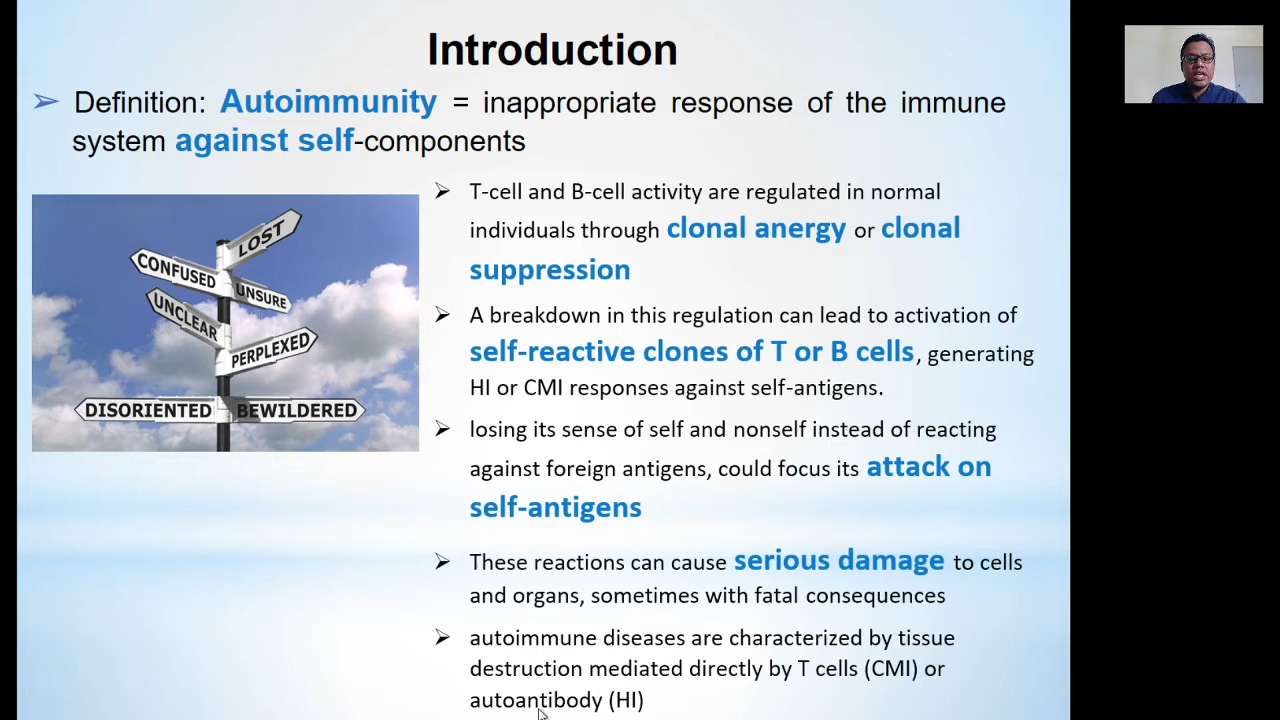 Introduction
Definition: Autoimmunity = inappropriate response of the immune
system against self-components
LOST
CONFUSED
UNSURE
UNCLEAR
PERPLEXED
DISORIENTED
BEWILDERED
T-cell and B-cell activity are regulated in normal
individuals through clonal anergy or clonal
suppression
A breakdown in this regulation can lead to activation of
self-reactive clones of T or B cells, generating
HI or CMI responses against self-antigens.
losing its sense of self and nonself instead of reacting
against foreign antigens, could focus its attack on
self-antigens
These reactions can cause serious damage to cells
and organs, sometimes with fatal consequences
autoimmune diseases are characterized by tissue
destruction mediated directly by T cells (CMI) or
autoantibody (HI)